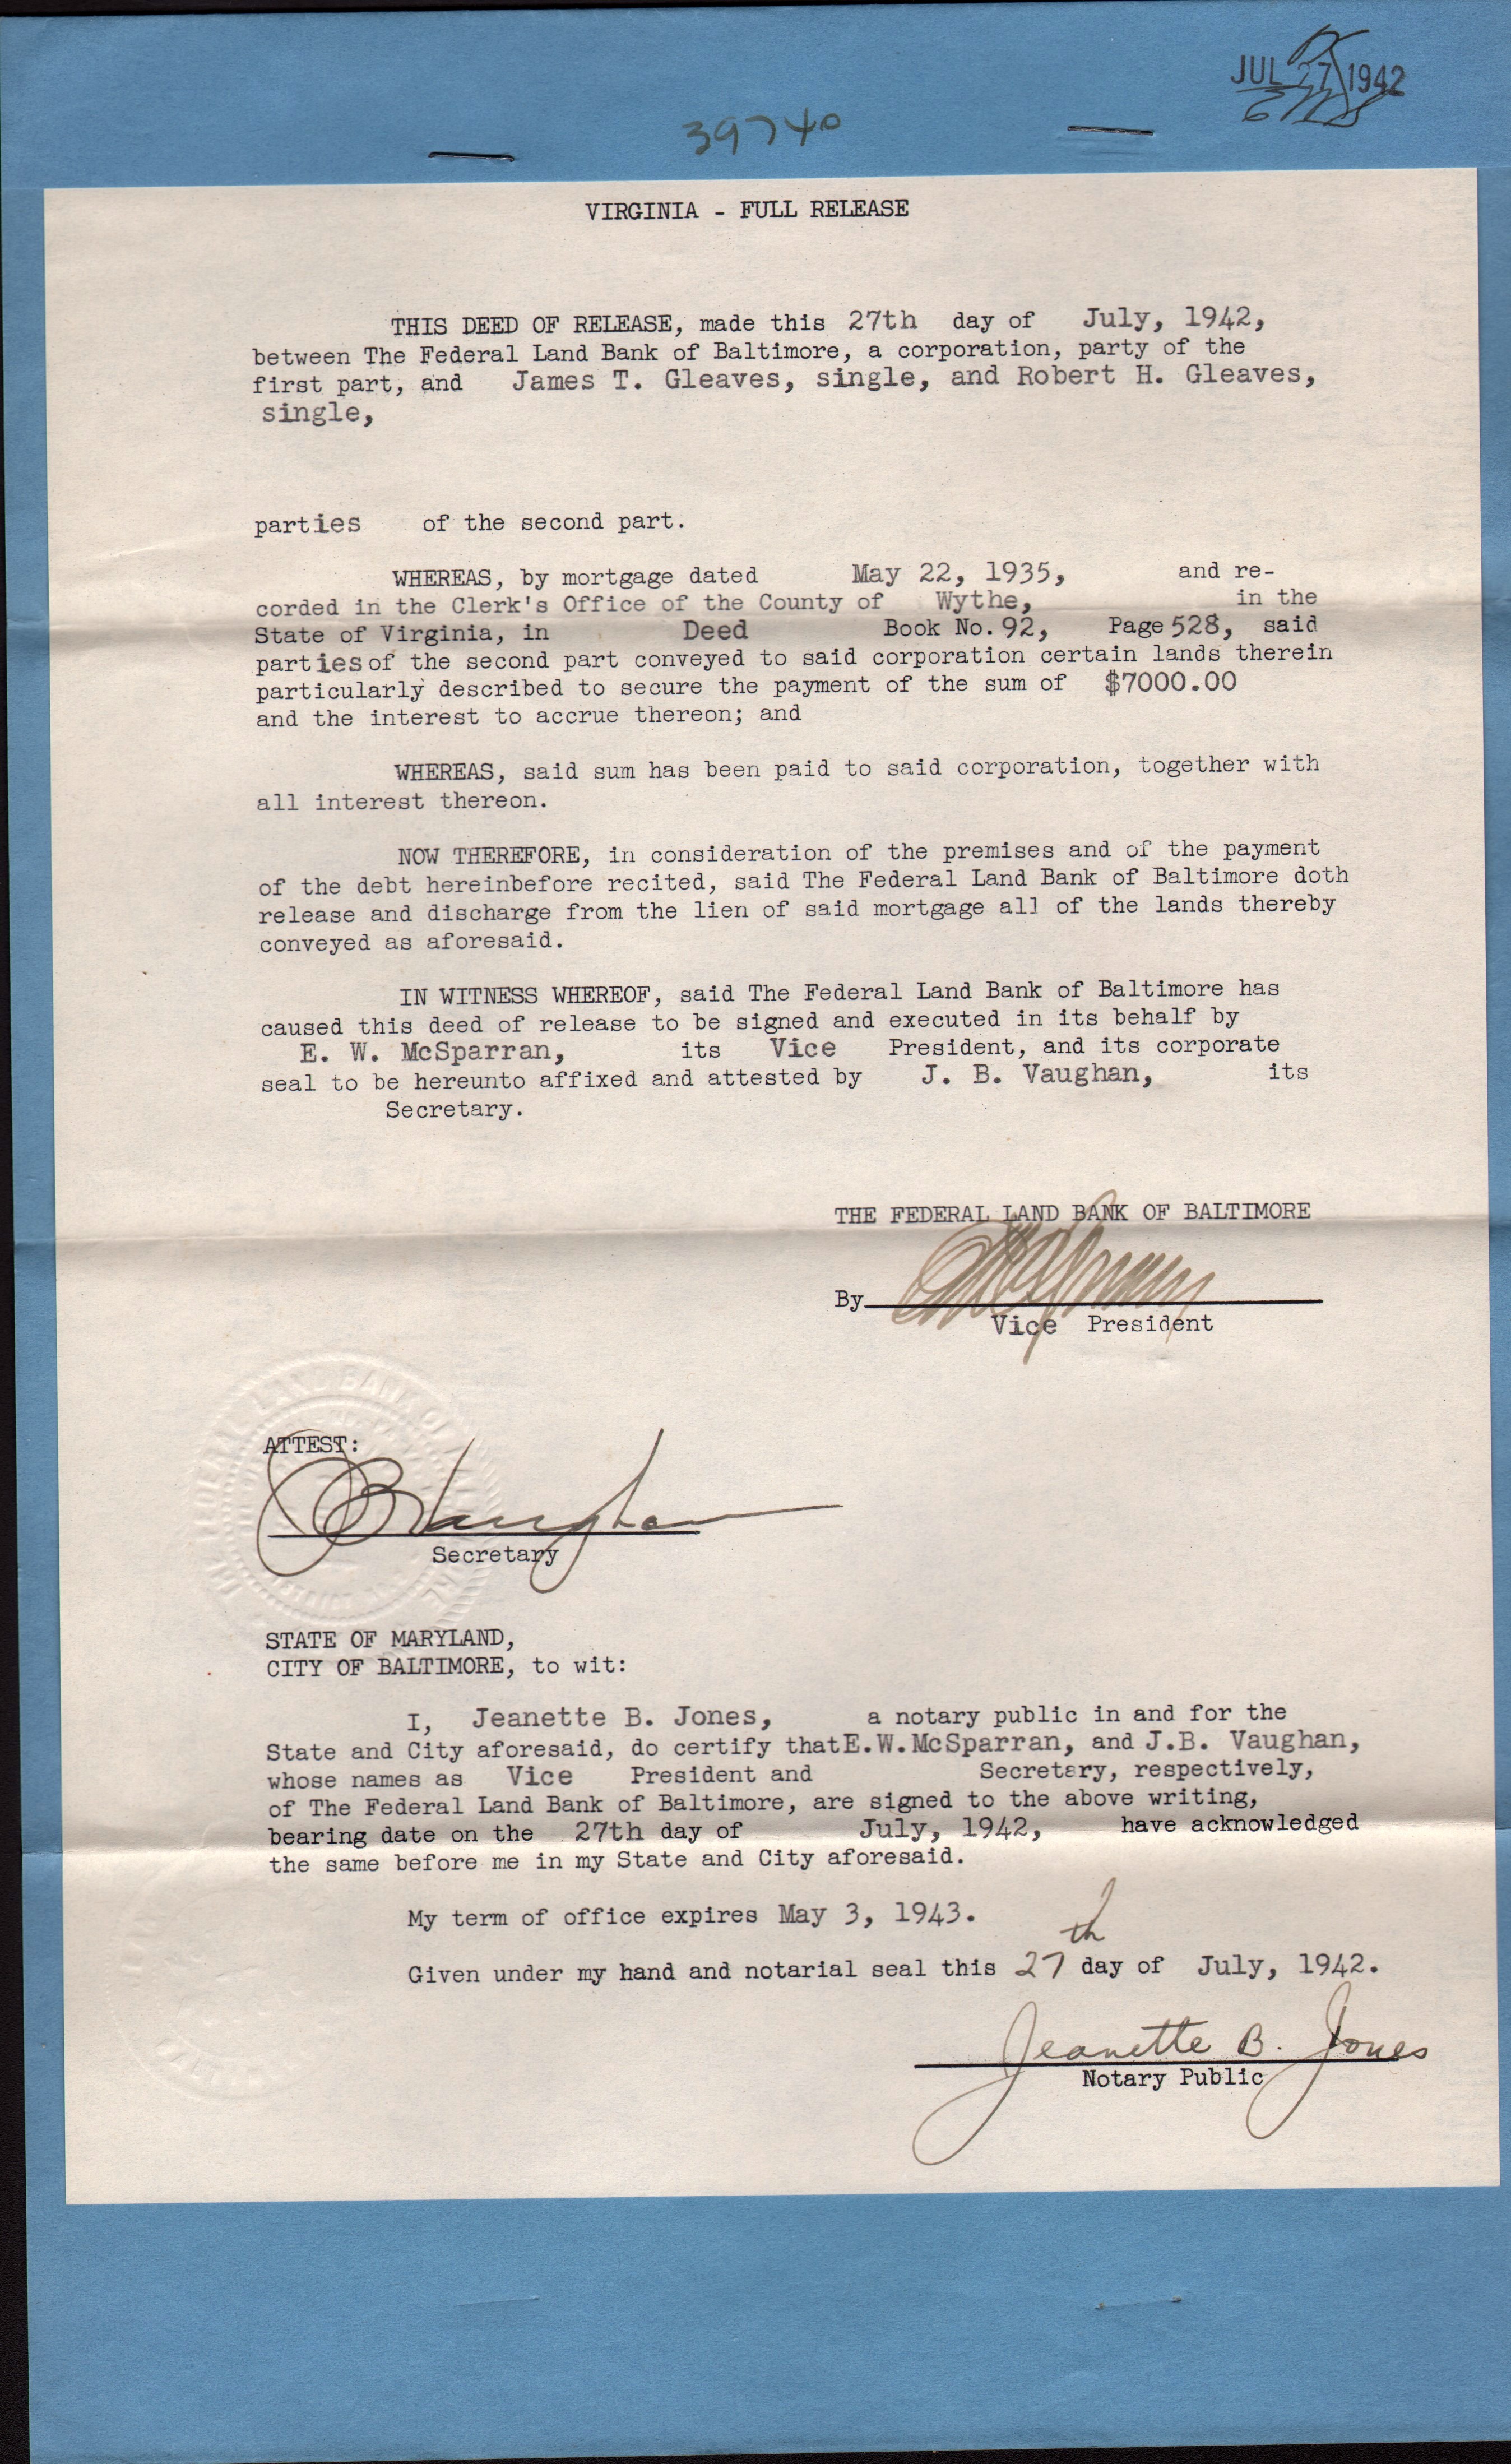 JUL 27 1942
39740
VIRGINIA - FULL RELEASE
THIS DEED OF RELEASE, made this 27th day of July, 1942,
between The Federal Land Bank of Baltimore, a corporation, party of the
first part, and James T. Gleaves, single, and Robert H. Gleaves,
single,
parties of the second part.
WHEREAS, by mortgage dated May 22, 1935, and re-
corded in the Clerk's Office of the County of Wythe, in the
State of Virginia, in Deed Book No. 92, Page 528, said
parties of the second part conveyed to said corporation certain lands therein
particularly described to secure the payment of the sum of $7000.00
and the interest to accrue thereon; and
WHEREAS, said sum has been paid to said corporation, together with
all interest thereon.
NOW THEREFORE, in consideration of the premises and of the payment
of the debt hereinbefore recited, said The Federal Land Bank of Baltimore doth
release and discharge from the lien of said mortgage all of the lands thereby
conveyed as aforesaid.
IN WITNESS WHEREOF, said The Federal Land Bank of Baltimore has
caused this deed of release to be signed and executed in its behalf by
E. W. McSparran, its Vice President, and its corporate
seal to be hereunto affixed and attested by J. B. Vaughan, its
Secretary.
THE FEDERAL LAND BANK OF BALTIMORE
By
Vice President
ATTEST:
J B Vaughan
Secretary
STATE OF MARYLAND,
CITY OF BALTIMORE, to wit:
I, Jeanette B. Jones, a notary public in and for the
State and City aforesaid, do certify that E.W.McSparran, and J.B. Vaughan,
whose names as Vice President and Secretary, respectively,
of The Federal Land Bank of Baltimore, are signed to the above writing,
bearing date on the 27th day of July, 1942, have acknowledged
the same before me in my State and City aforesaid.
My term of office expires May 3, 1943.
Given under my hand and notarial seal this 27th day of July, 1942.
Jeanette B. Jones
Notary Public